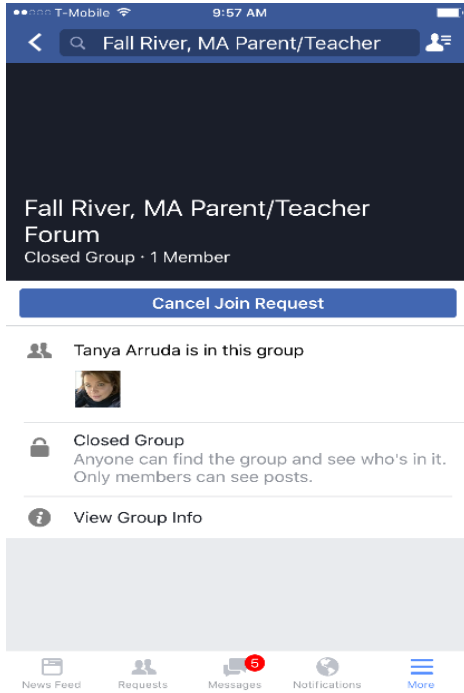 T-Mobile 9:57 AM
Fall River, MA Parent/Teacher
Fall River, MA Parent/Teacher
Forum
Closed Group · 1 Member
Cancel Join Request
Tanya Arruda is in this group
Closed Group
Anyone can find the group and see who's in it.
Only members can see posts.
View Group Info
5
News Feed Requests Messages Notifications More